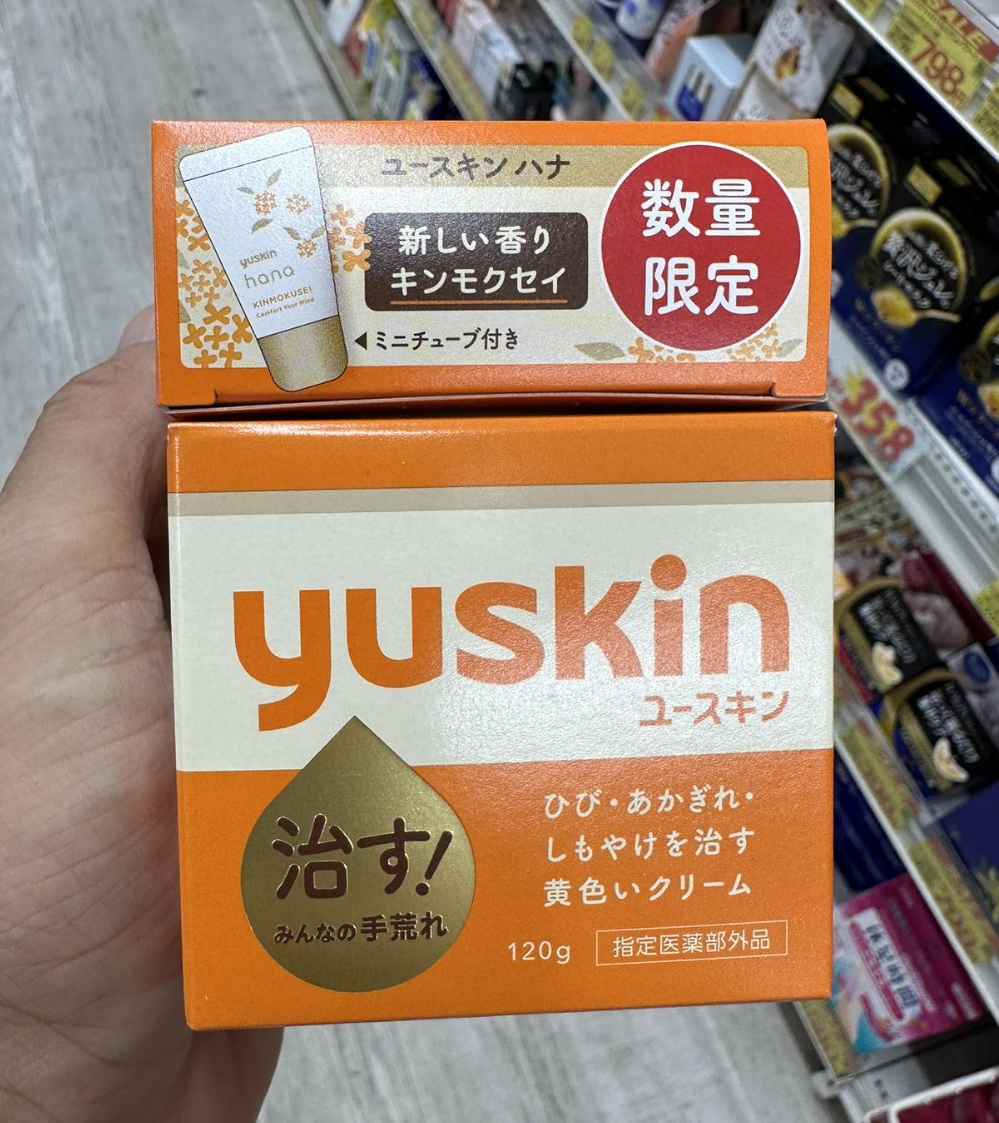 ユースキン ハナ
yuskin
hana
KINMOKUSEI
Comfort Your Mind
新しい香り
キンモクセイ
◀ミニチューブ付き
数量
限定
yuskin
ユースキン
治す!
みんなの手荒れ
ひび・あかぎれ・
しもやけを治す
黄色いクリーム
120g
指定医薬部外品
798
358
休足時間